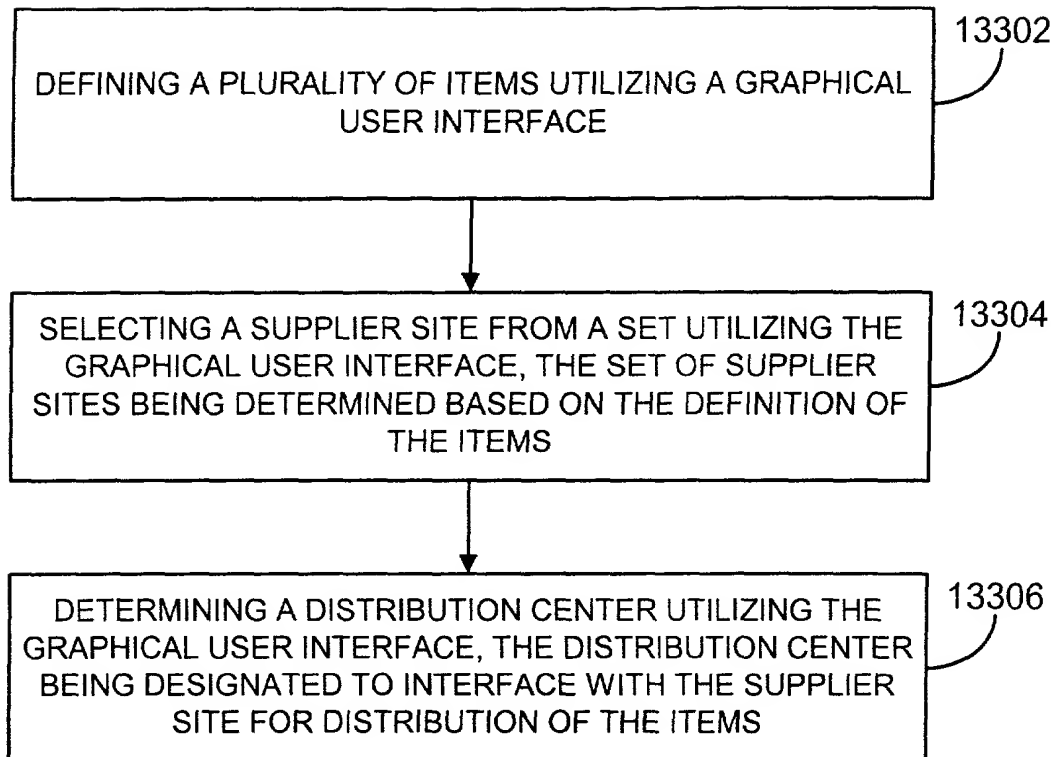 13302
DEFINING A PLURALITY OF ITEMS UTILIZING A GRAPHICAL
USER INTERFACE
13304
SELECTING A SUPPLIER SITE FROM A SET UTILIZING THE
GRAPHICAL USER INTERFACE, THE SET OF SUPPLIER
SITES BEING DETERMINED BASED ON THE DEFINITION OF
THE ITEMS
13306
DETERMINING A DISTRIBUTION CENTER UTILIZING THE
GRAPHICAL USER INTERFACE, THE DISTRIBUTION CENTER
BEING DESIGNATED TO INTERFACE WITH THE SUPPLIER
SITE FOR DISTRIBUTION OF THE ITEMS